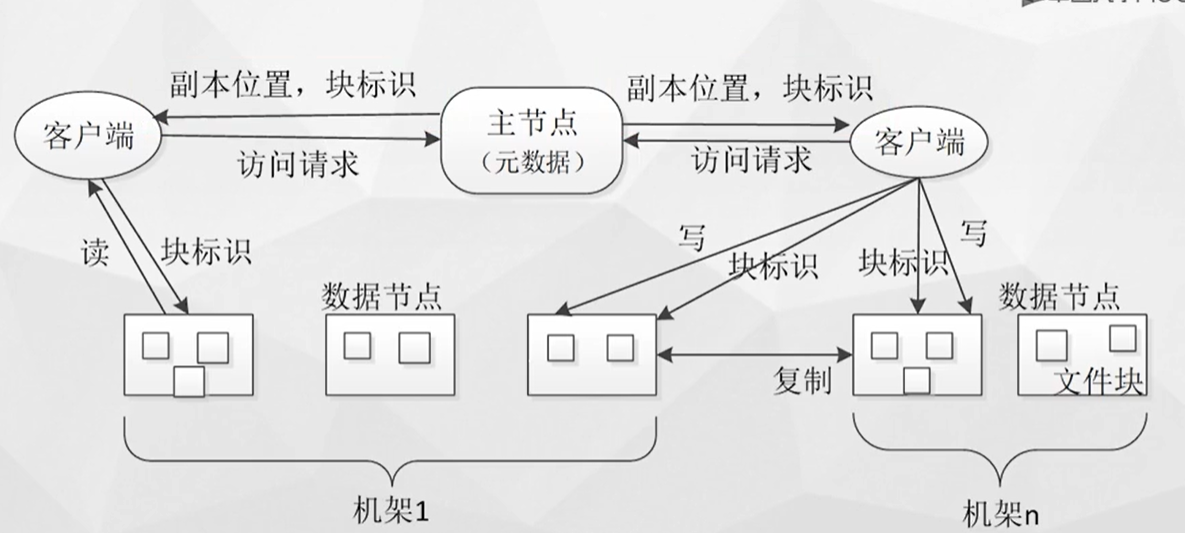 副本位置，块标识
副本位置，块标识
客户端
主节点
（元数据）
客户端
访问请求
访问请求
读
块标识
写
块标识
块标识
写
数据节点
数据节点
复制
文件块
机架1
机架n